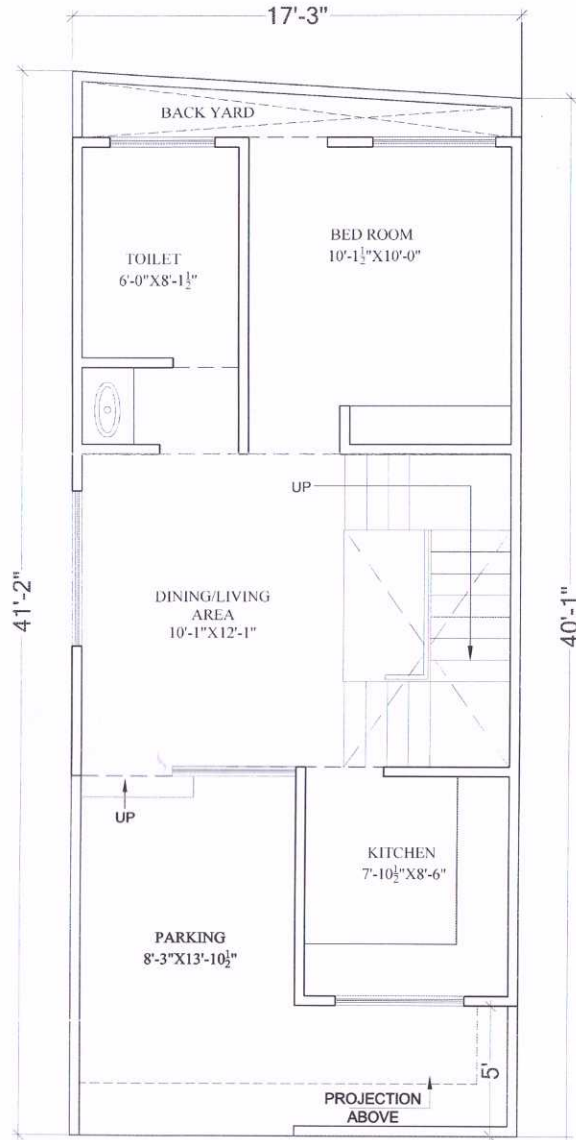 17'-3"
BACK YARD
TOILET
6'-0"X8'-1½"
BED ROOM
10'-1½"X10'-0"
UP
41'-2"
40'-1"
DINING/LIVING
AREA
10'-1"X12'-1"
UP
KITCHEN
7'-10½"X8'-6"
PARKING
8'-3"X13'-10½"
5'
PROJECTION
ABOVE